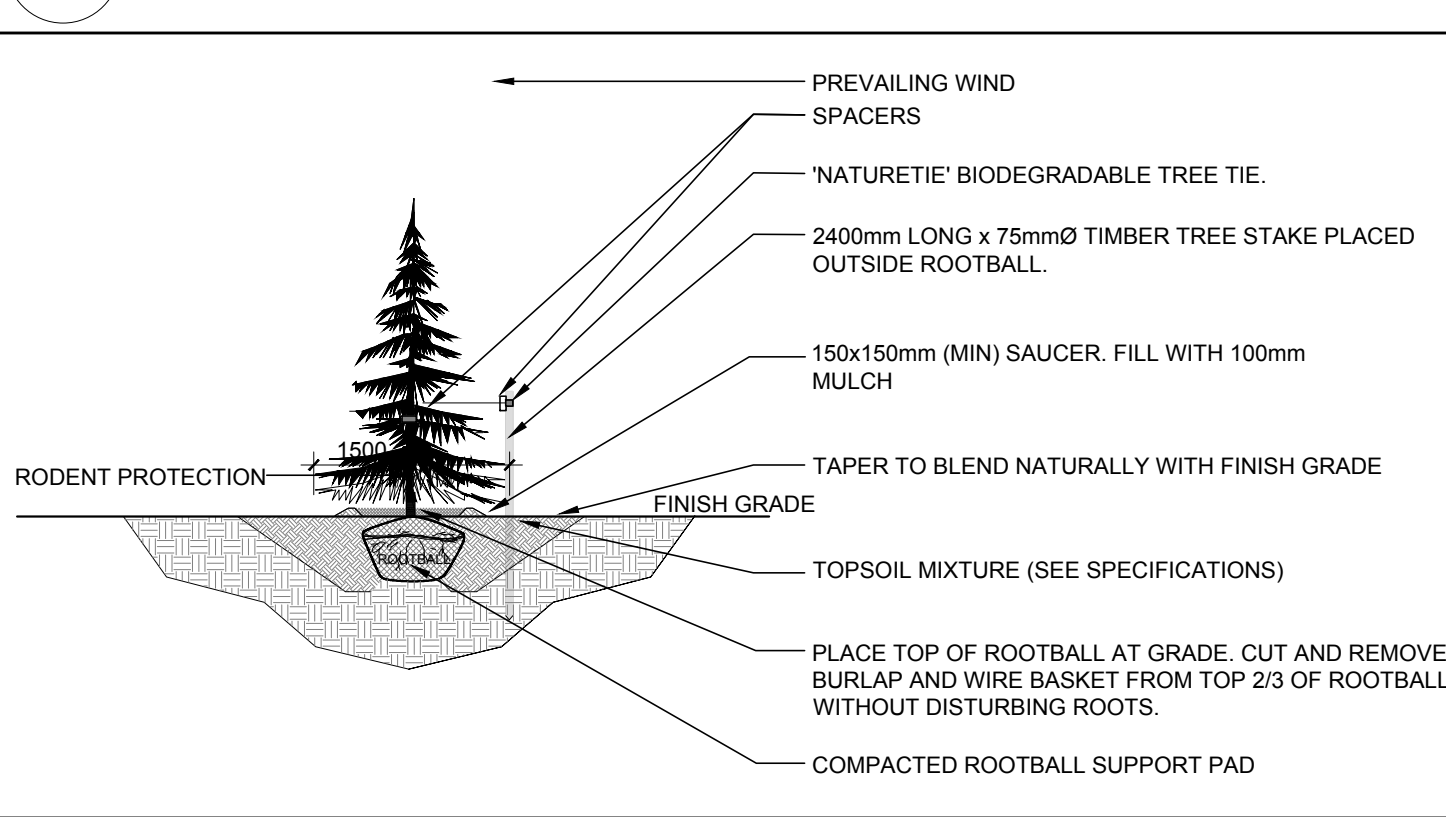 PREVAILING WIND
SPACERS
'NATURETIE' BIODEGRADABLE TREE TIE.
2400mm LONG x 75mmØ TIMBER TREE STAKE PLACED
OUTSIDE ROOTBALL.
150x150mm (MIN) SAUCER. FILL WITH 100mm
MULCH
1500
RODENT PROTECTION
TAPER TO BLEND NATURALLY WITH FINISH GRADE
FINISH GRADE
ROOTBALL
TOPSOIL MIXTURE (SEE SPECIFICATIONS)
PLACE TOP OF ROOTBALL AT GRADE. CUT AND REMOVE
BURLAP AND WIRE BASKET FROM TOP 2/3 OF ROOTBALL
WITHOUT DISTURBING ROOTS.
COMPACTED ROOTBALL SUPPORT PAD